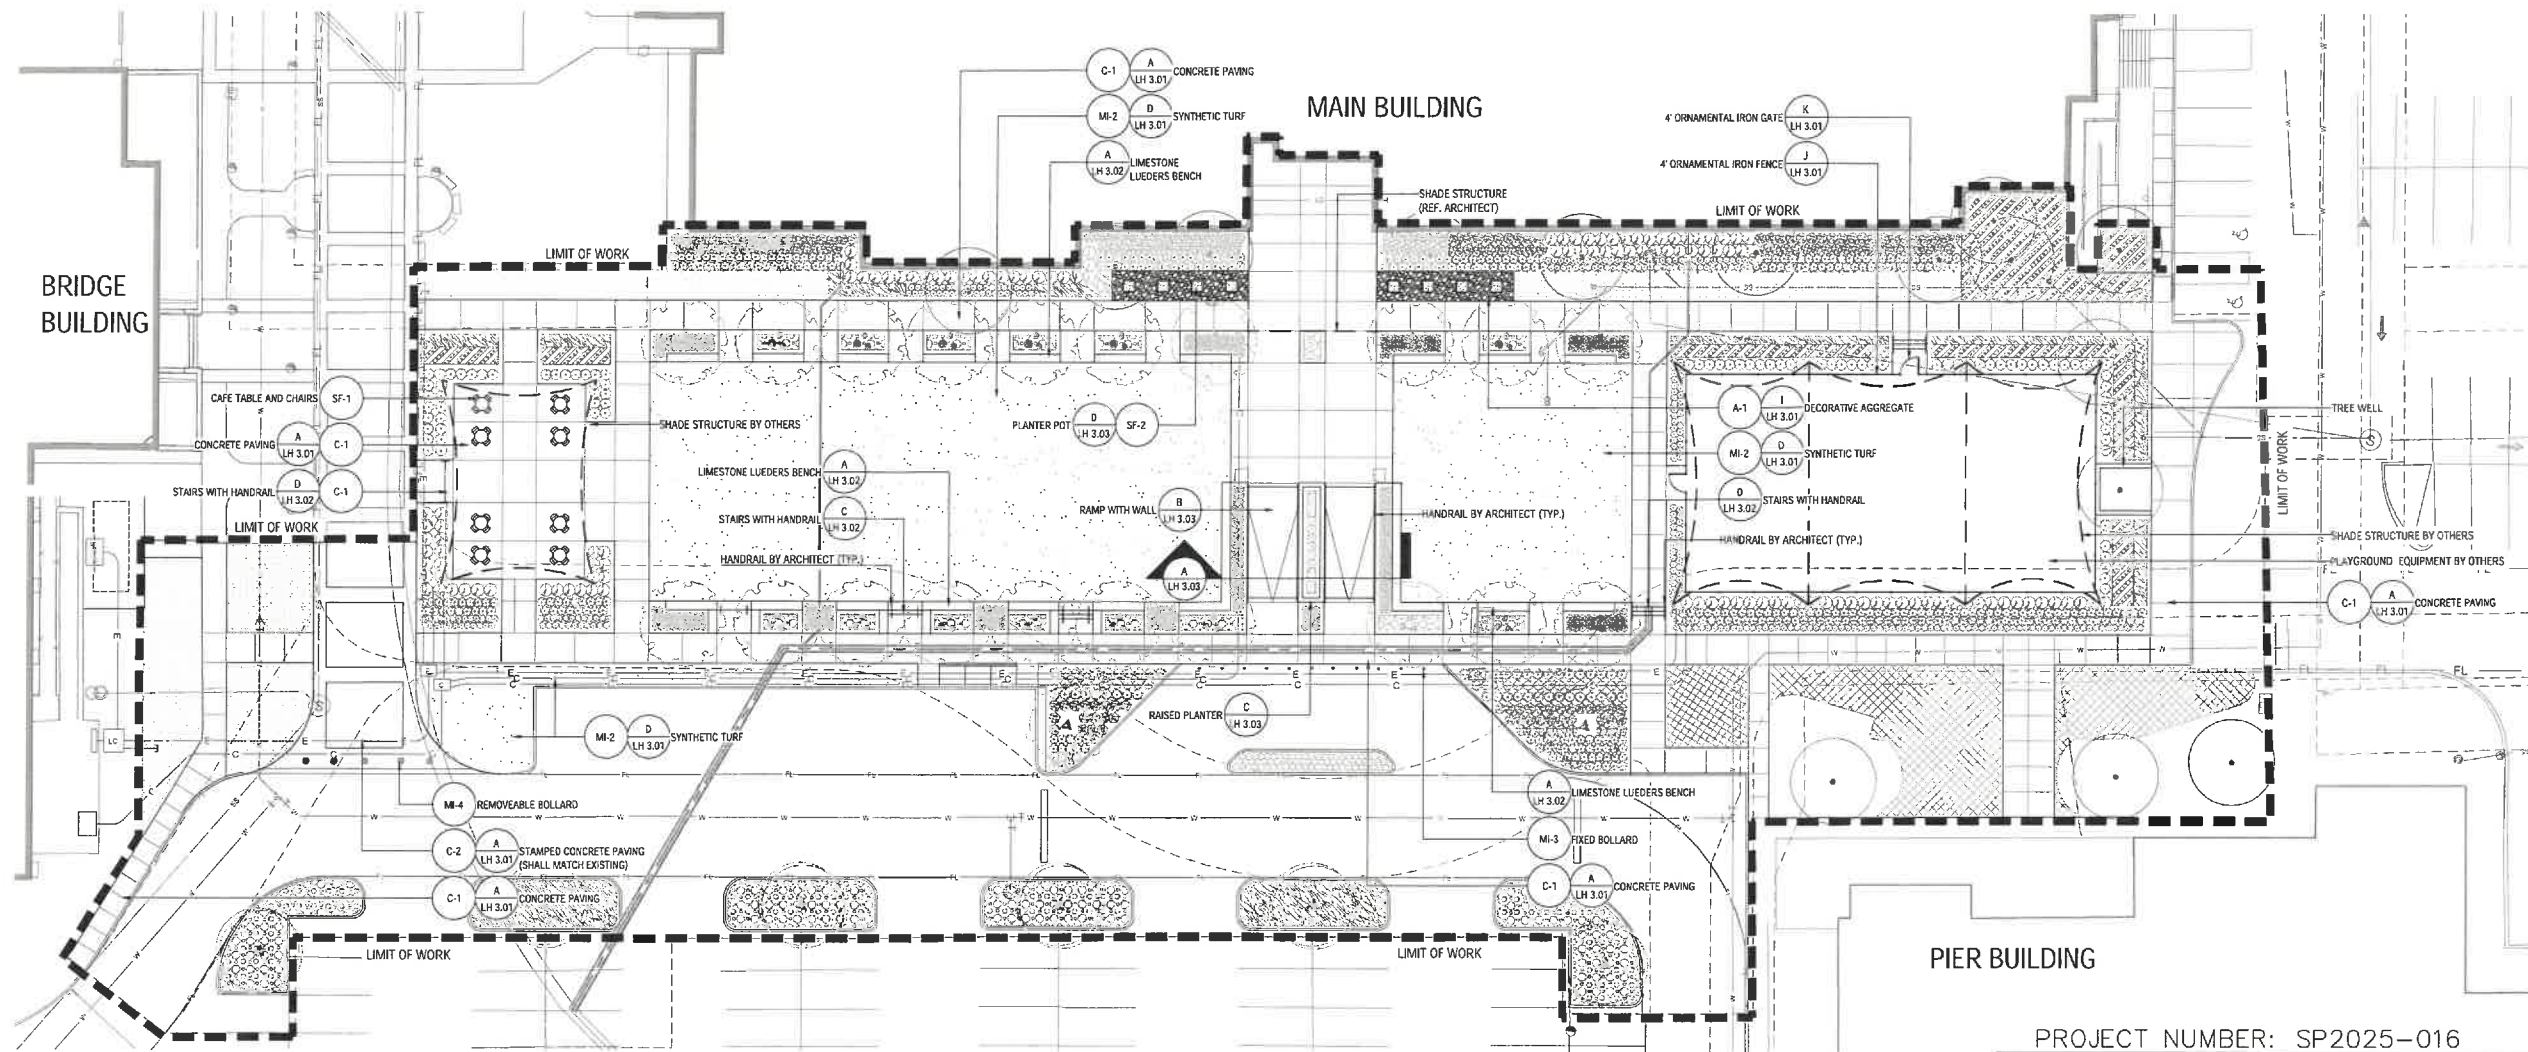 MAIN BUILDING
BRIDGE
BUILDING
C-1
A
LH 3.01
CONCRETE PAVING
MI-2
D
LH 3.01
SYNTHETIC TURF
A
LH 3.02
LIMESTONE
LUEDERS BENCH
SHADE STRUCTURE
(REF. ARCHITECT)
4' ORNAMENTAL IRON GATE
K
LH 3.01
4' ORNAMENTAL IRON FENCE
J
LH 3.01
LIMIT OF WORK
LIMIT OF WORK
CAFE TABLE AND CHAIRS
SF-1
CONCRETE PAVING
A
LH 3.01
C-1
STAIRS WITH HANDRAIL
D
LH 3.02
C-1
LIMIT OF WORK
SHADE STRUCTURE BY OTHERS
LIMESTONE LUEDERS BENCH
A
LH 3.02
STAIRS WITH HANDRAIL
C
LH 3.02
HANDRAIL BY ARCHITECT (TYP.)
PLANTER POT
D
LH 3.03
SF-2
RAMP WITH WALL
B
LH 3.03
A
LH 3.03
HANDRAIL BY ARCHITECT (TYP.)
A-1
I
LH 3.01
DECORATIVE AGGREGATE
MI-2
D
LH 3.01
SYNTHETIC TURF
D
LH 3.02
STAIRS WITH HANDRAIL
HANDRAIL BY ARCHITECT (TYP.)
TREE WELL
LIMIT OF WORK
S
SHADE STRUCTURE BY OTHERS
PLAYGROUND EQUIPMENT BY OTHERS
C-1
A
LH 3.01
CONCRETE PAVING
MI-2
D
LH 3.01
SYNTHETIC TURF
RAISED PLANTER
C
LH 3.03
MI-4
REMOVEABLE BOLLARD
C-2
A
LH 3.01
STAMPED CONCRETE PAVING
(SHALL MATCH EXISTING)
C-1
A
LH 3.01
CONCRETE PAVING
A
LH 3.02
LIMESTONE LUEDERS BENCH
MI-3
FIXED BOLLARD
C-1
A
LH 3.01
CONCRETE PAVING
LIMIT OF WORK
LIMIT OF WORK
PIER BUILDING
PROJECT NUMBER: SP2025-016